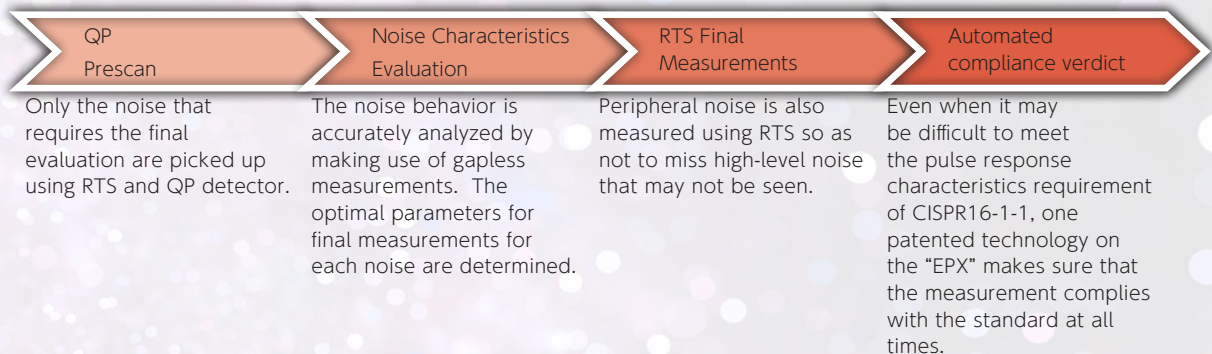 QP
Prescan
Noise Characteristics
Evaluation
RTS Final
Measurements
Automated
compliance verdict
Only the noise that
requires the final
evaluation are picked up
using RTS and QP detector.
The noise behavior is
accurately analyzed by
making use of gapless
measurements. The
optimal parameters for
final measurements for
each noise are determined.
Peripheral noise is also
measured using RTS so as
not to miss high-level noise
that may not be seen.
Even when it may
be difficult to meet
the pulse response
characteristics requirement
of CISPR16-1-1, one
patented technology on
the “EPX” makes sure that
the measurement complies
with the standard at all
times.